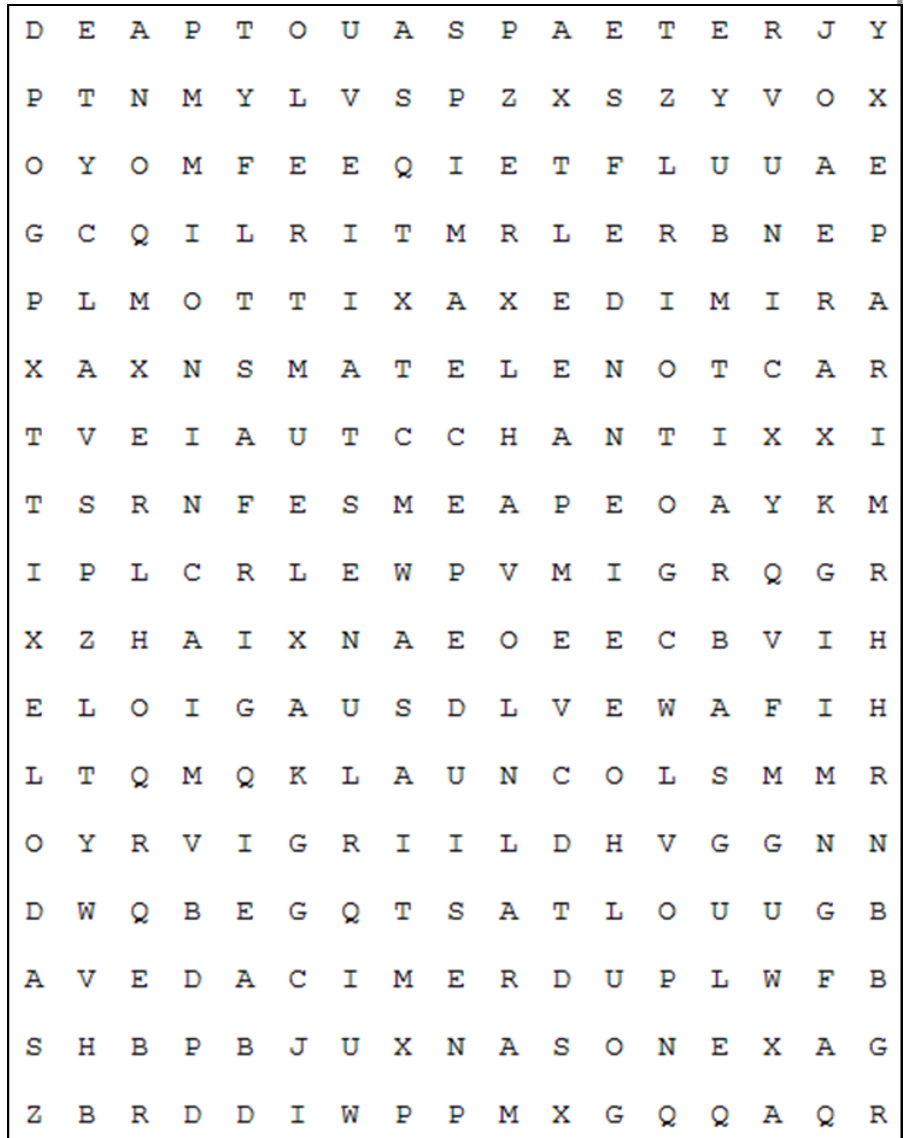 D E A P T O U A S P A E T E R J Y
P T N M Y L V S P Z X S Z Y V O X
O Y O M F E E Q I E T F L U U A E
G C Q I L R I T M R L E R B N E P
P L M O T T I X A X E D I M I R A
X A X N S M A T E L E N O T C A R
T V E I A U T C C H A N T I X X I
T S R N F E S M E A P E O A Y K M
I P L C R L E W P V M I G R Q G R
X Z H A I X N A E O E E C B V I H
E L O I G A U S D L V E W A F I H
L T Q M Q K L A U N C O L S M M R
O Y R V I G R I I L D H V G G N N
D W Q B E G Q T S A T L O U U G B
A V E D A C I M E R D U P L W F B
S H B P B J U X N A S O N E X A G
Z B R D D I W P P M X G Q Q A Q R